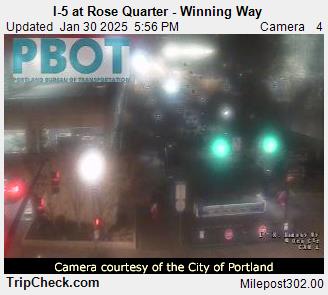 I-5 at Rose Quarter - Winning Way
Updated Jan 30 2025 5:56 PM Camera 4
PBOT
PORTLAND BUREAU OF TRANSPORTATION
Camera courtesy of the City of Portland
TripCheck.com Milepost302.00